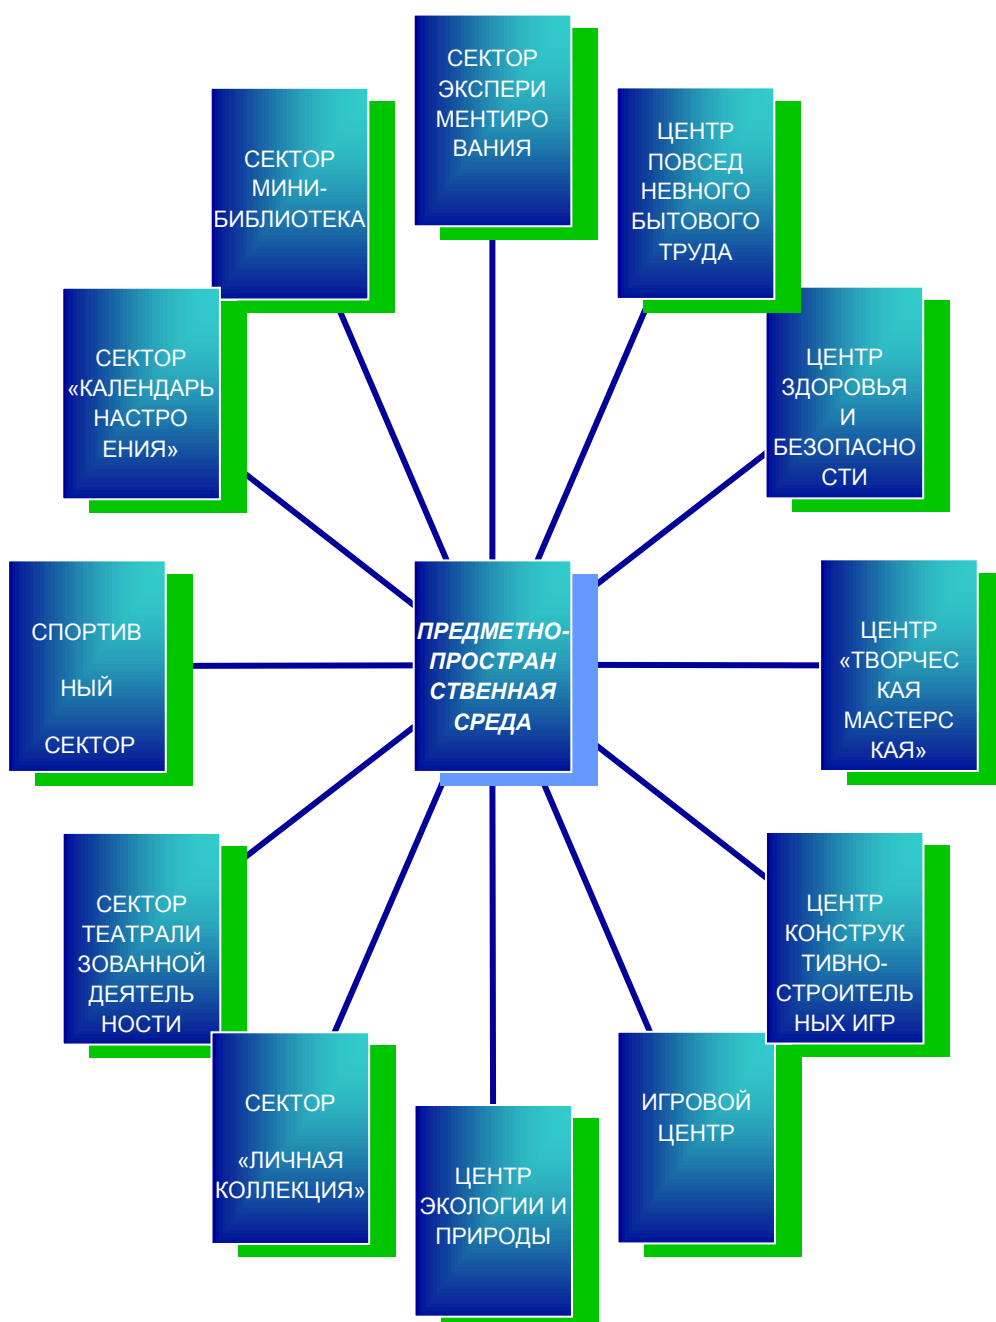 СЕКТОР
ЭКСПЕРИ
МЕНТИРО
ВАНИЯ
ЦЕНТР
ПОВСЕД
НЕВНОГО
БЫТОВОГО
ТРУДА
СЕКТОР
МИНИ-
БИБЛИОТЕКА
ЦЕНТР
ЗДОРОВЬЯ
И
БЕЗОПАСНО
СТИ
СЕКТОР
«КАЛЕНДАРЬ
НАСТРО
ЕНИЯ»
ПРЕДМЕТНО-
ПРОСТРАН
СТВЕННАЯ
СРЕДА
СПОРТИВ
НЫЙ
СЕКТОР
ЦЕНТР
«ТВОРЧЕС
КАЯ
МАСТЕРС
КАЯ»
СЕКТОР
ТЕАТРАЛИ
ЗОВАННОЙ
ДЕЯТЕЛЬ
НОСТИ
ЦЕНТР
КОНСТРУК
ТИВНО-
СТРОИТЕЛЬ
НЫХ ИГР
СЕКТОР
«ЛИЧНАЯ
КОЛЛЕКЦИЯ»
ИГРОВОЙ
ЦЕНТР
ЦЕНТР
ЭКОЛОГИИ И
ПРИРОДЫ